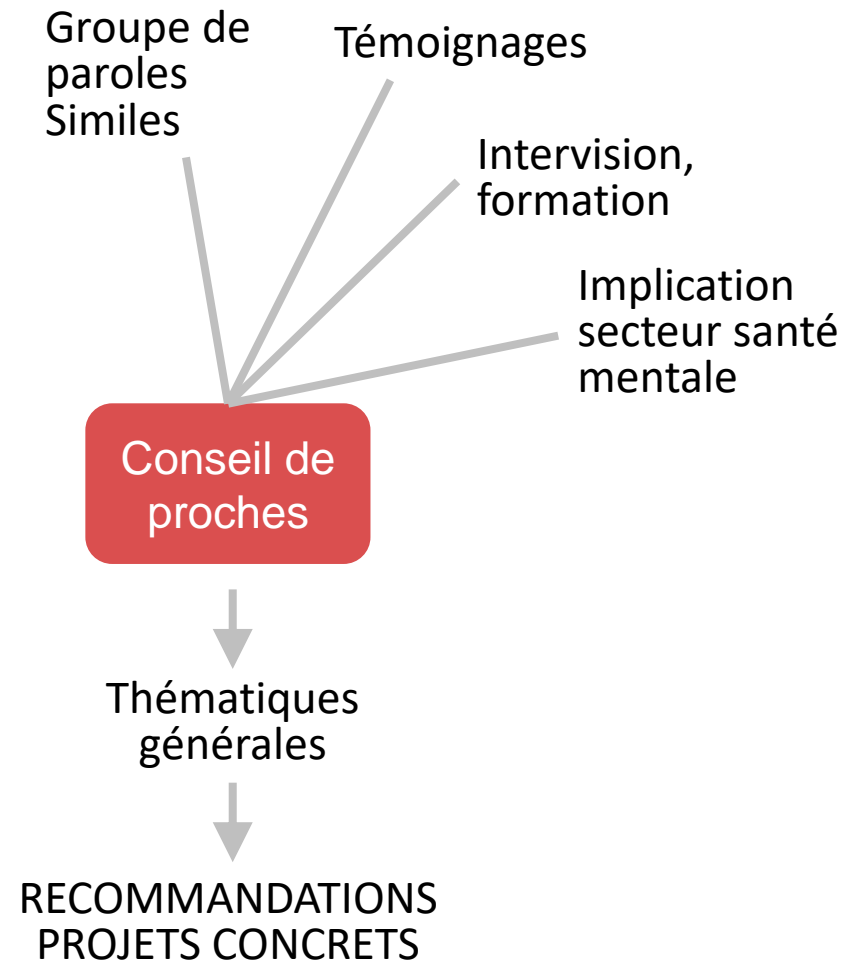 Groupe de
paroles
Similes
Témoignages
Intervision,
formation
Implication
secteur santé
mentale
Conseil de
proches
Thématiques
générales
RECOMMANDATIONS
PROJETS CONCRETS